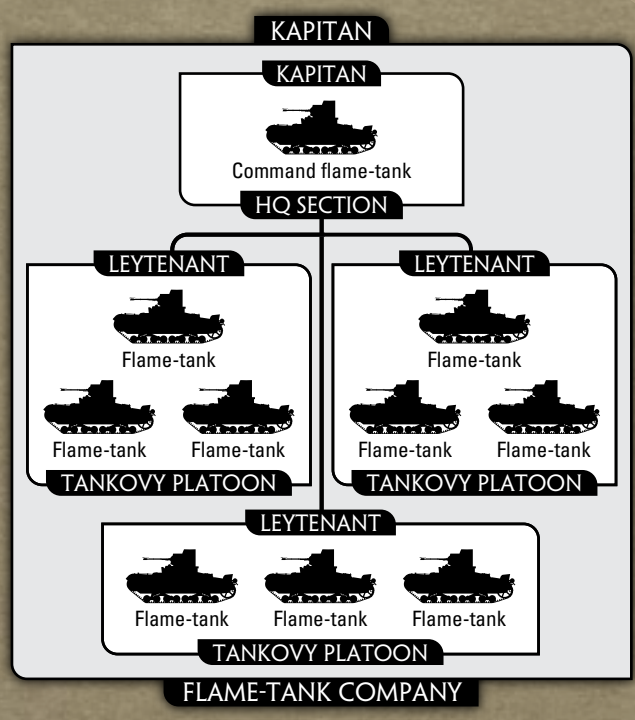 KAPITAN
KAPITAN
Command flame-tank
HQ SECTION
LEYTENANT
Flame-tank
Flame-tank Flame-tank
TANKOVY PLATOON
LEYTENANT
Flame-tank
Flame-tank Flame-tank
TANKOVY PLATOON
LEYTENANT
Flame-tank Flame-tank Flame-tank
TANKOVY PLATOON
FLAME-TANK COMPANY